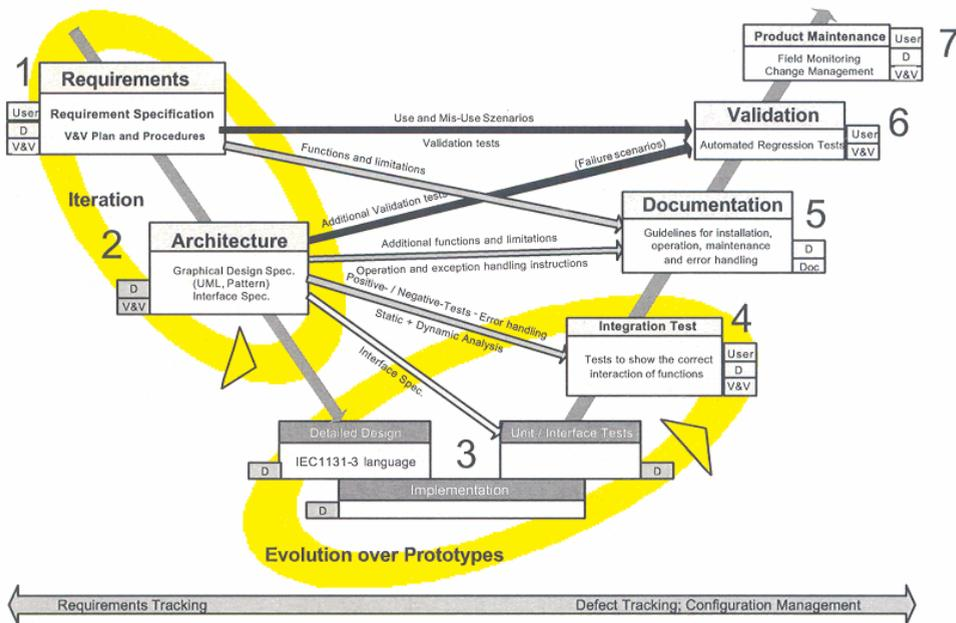 1
Requirements
Requirement Specification
V&V Plan and Procedures
User
D
V&V
Iteration
2
Architecture
Graphical Design Spec.
(UML, Pattern)
Interface Spec.
D
V&V
Use and Mis-Use Szenarios
Validation tests
Functions and limitations
(Failure scenarios)
Additional Validation tests
Additional functions and limitations
Operation and exception handling instructions
Positive- / Negative-Tests - Error handling
Static + Dynamic Analysis
Interface Spec.
Detailed Design
IEC1131-3 language
D
3
Unit / Interface Tests
D
Implementation
D
Evolution over Prototypes
4
Integration Test
Tests to show the correct
interaction of functions
User
D
V&V
5
Documentation
Guidelines for installation,
operation, maintenance
and error handling
D
Doc
6
Validation
Automated Regression Tests
User
V&V
7
Product Maintenance
Field Monitoring
Change Management
User
D
V&V
Requirements Tracking
Defect Tracking; Configuration Management